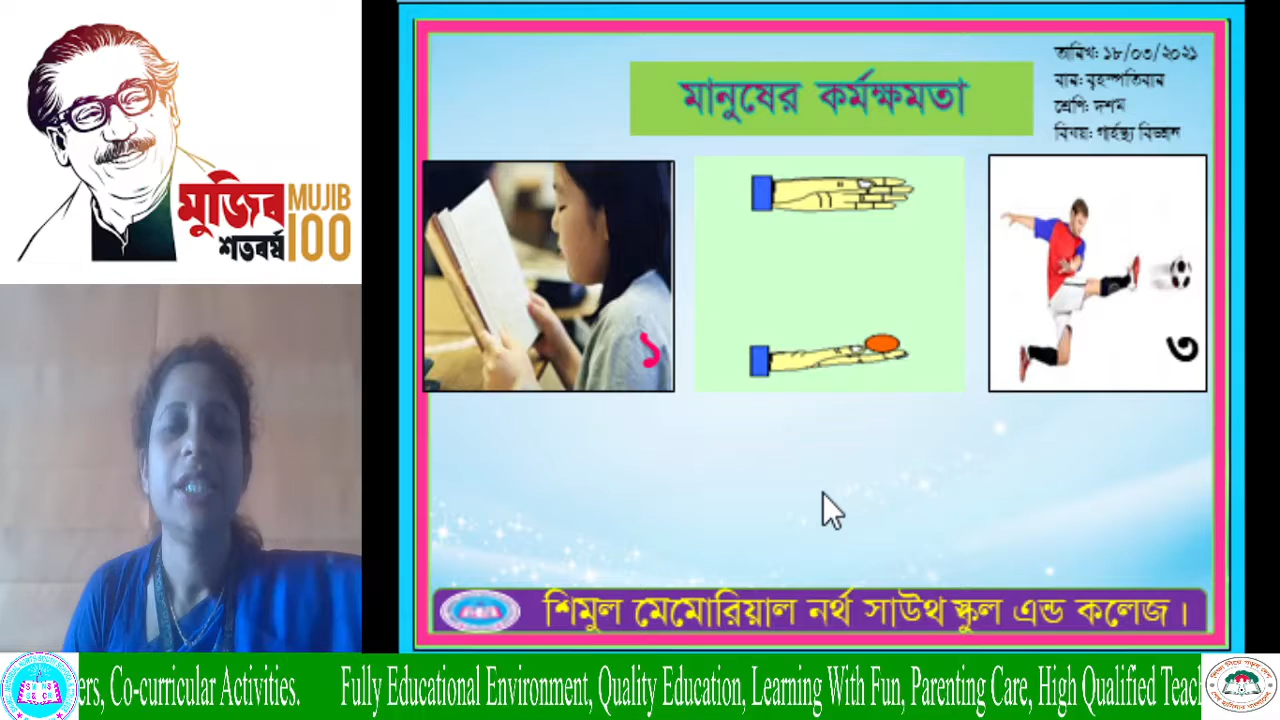 মানুষের কর্মক্ষমতা
তারিখ: ১৮/০৩/২০২১
বার: বৃহস্পতিবার
শ্রেণি: দশম
বিষয়: গার্হস্থ্য বিজ্ঞান
মুজিব
শতবর্ষ
MUJIB
100
১
৩
শিমুল মেমোরিয়াল নর্থ সাউথ স্কুল এন্ড কলেজ।
ers, Co-curricular Activities. Fully Educational Environment, Quality Education, Learning With Fun, Parenting Care, High Qualified Teach